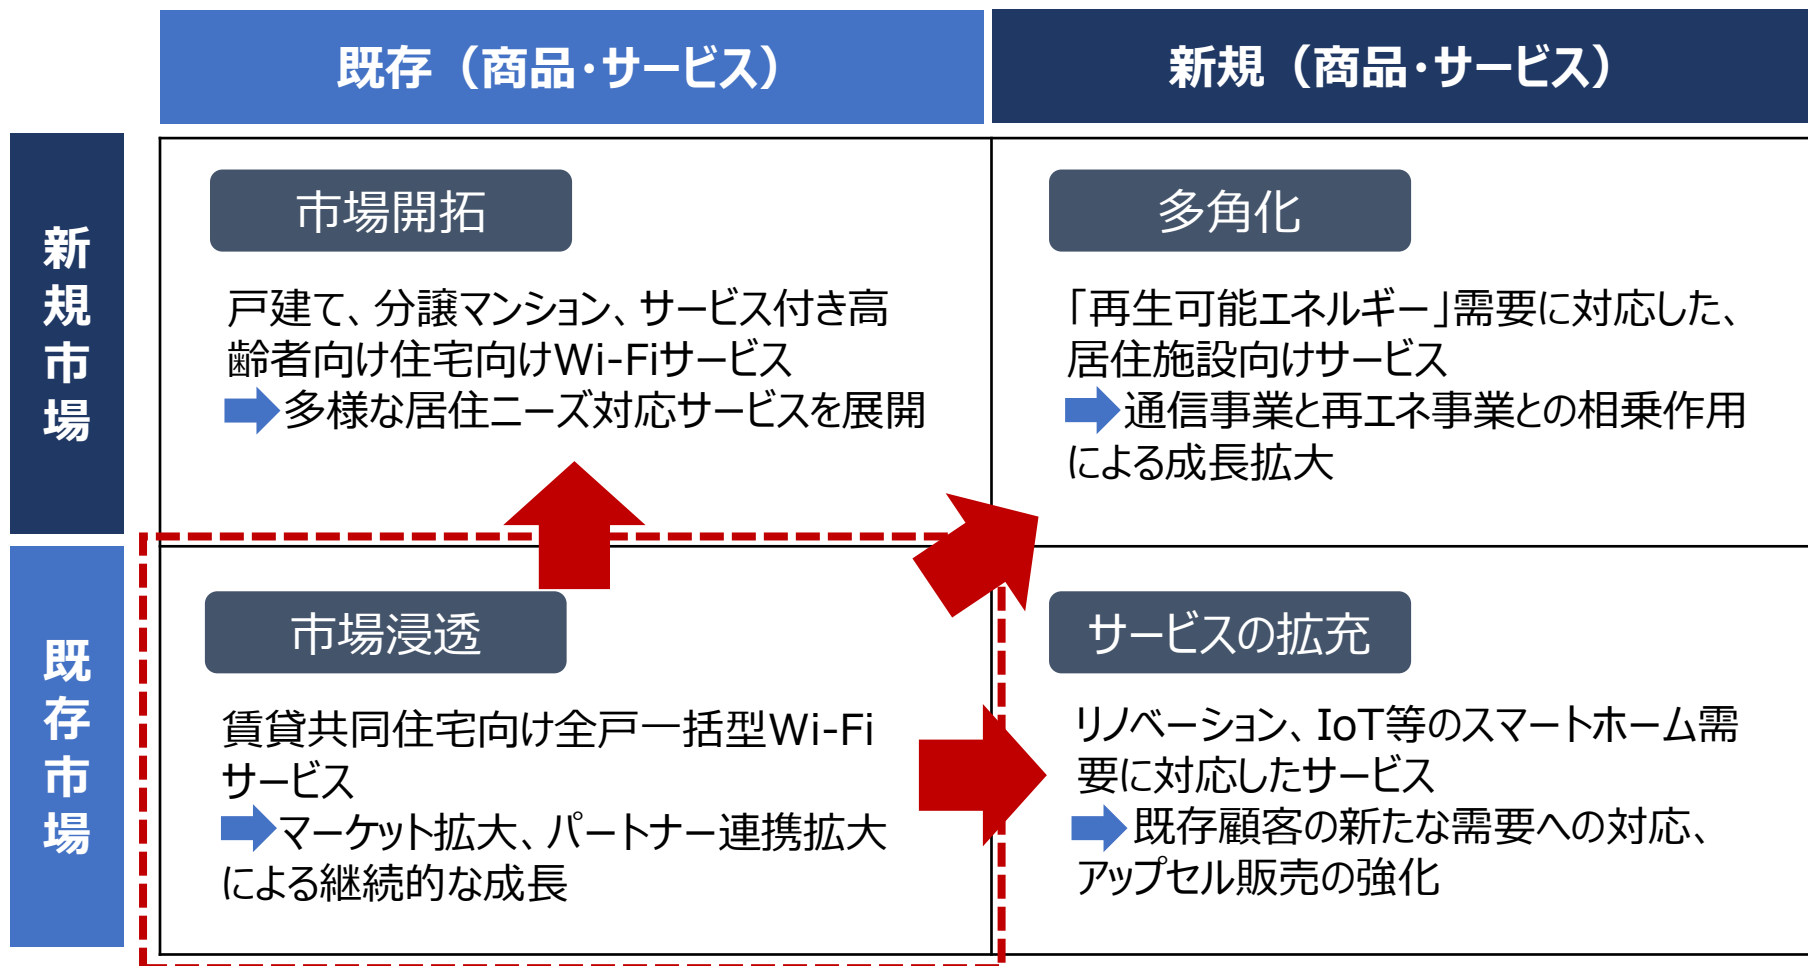 既存（商品･サービス）
新規（商品･サービス）
新規市場
市場開拓
戸建て、分譲マンション、サービス付き高
齢者向け住宅向けWi-Fiサービス
多様な居住ニーズ対応サービスを展開
多角化
「再生可能エネルギー」需要に対応した、
居住施設向けサービス
通信事業と再エネ事業との相乗作用
による成長拡大
既存市場
市場浸透
賃貸共同住宅向け全戸一括型Wi-Fi
サービス
マーケット拡大、パートナー連携拡大
による継続的な成長
サービスの拡充
リノベーション、IoT等のスマートホーム需
要に対応したサービス
既存顧客の新たな需要への対応、
アップセル販売の強化